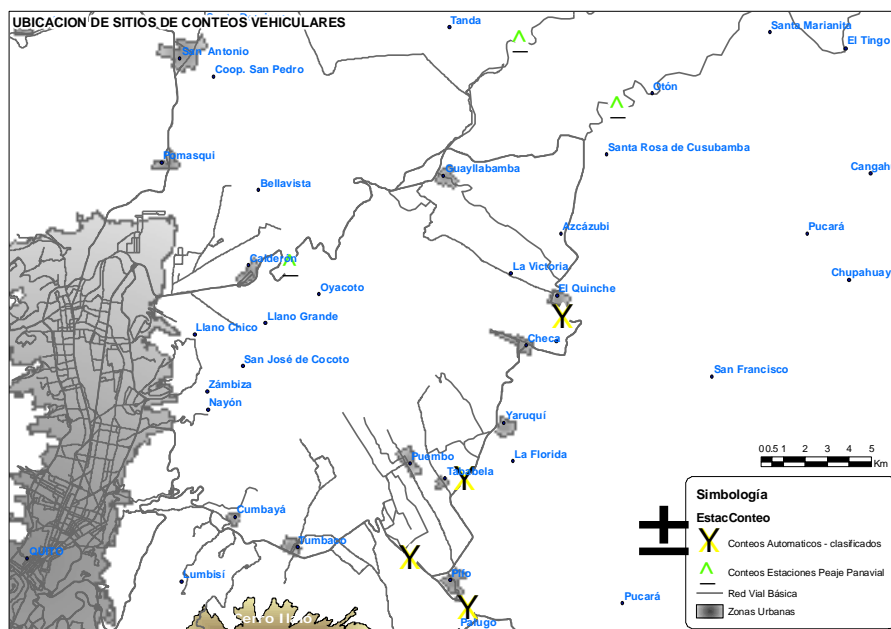 UBICACION DE SITIOS DE CONTEOS VEHICULARES
Tanda
Santa Marianita
El Tingo
San Antonio
Coop. San Pedro
Otón
Santa Rosa de Cusubamba
Pomasqui
Guayllabamba
Cangah
Bellavista
Azcázubi
Pucará
Calderón
La Victoria
Chupahuay
Oyacoto
El Quinche
Llano Grande
Llano Chico
Checa
San José de Cocoto
San Francisco
Zámbiza
Nayón
Yaruquí
Puembo
La Florida
Tababela
0 0.5 1 2 3 4 5
Km
Cumbayá
Tumbaco
QUITO
Lumbisí
Pifo
Pucará
Palugo
Cerro Ilaló
Simbología
EstacConteo
Conteos Automaticos - clasificados
Conteos Estaciones Peaje Panavial
Red Vial Básica
Zonas Urbanas